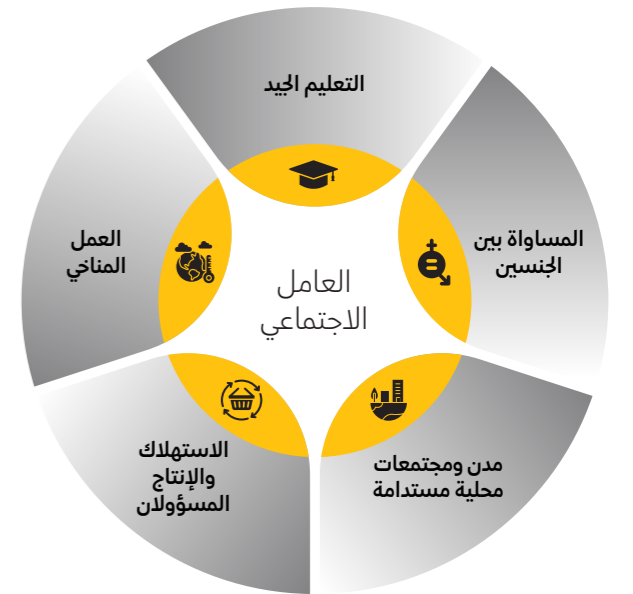 التعليم الجيد
المساواة بين
الجنسين
العمل
المناخي
العامل
الاجتماعي
مدن ومجتمعات
محلية مستدامة
الاستهلاك
والإنتاج
المسؤولان